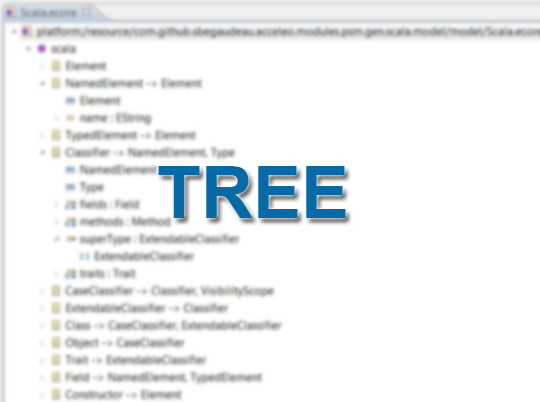 Scala.ecore
platform:/resource/com.github.sbegaudeau.acceleo.modules.psm.gen.scala.model/model/Scala.ecore
scala
Element
NamedElement -> Element
Element
name : EString
TypedElement -> Element
Classifier -> NamedElement, Type
NamedElement
Type
TREE
fields : Field
methods : Method
superType : ExtendableClassifier
ExtendableClassifier
traits : Trait
CaseClassifier -> Classifier, VisibilityScope
ExtendableClassifier -> Classifier
Class -> CaseClassifier, ExtendableClassifier
Object -> CaseClassifier
Trait -> ExtendableClassifier
Field -> NamedElement, TypedElement
Constructor -> Element